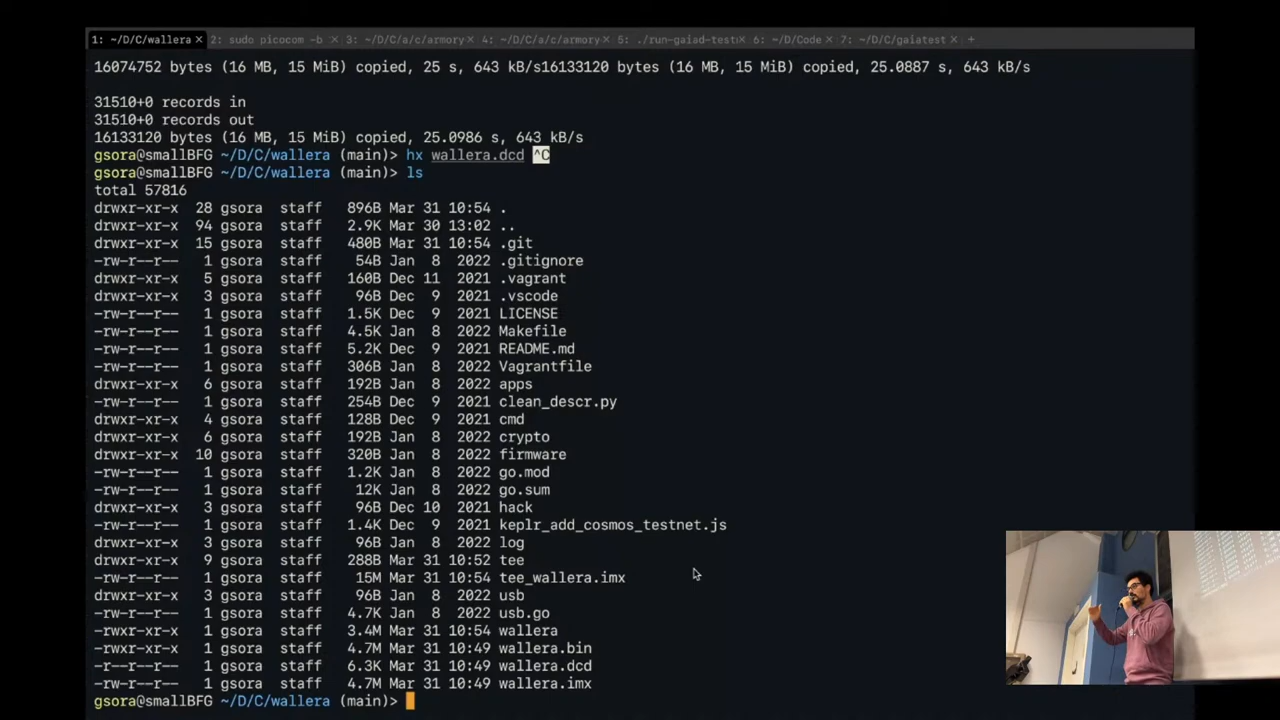 1: ~/D/C/wallera × 2: sudo picocom -b × 3: ~/D/C/a/c/armory× 4: ~/D/C/a/c/armory× 5: ./run-gaiad-test× 6: ~/D/Code × 7: ~/D/C/gaiatest × +
16074752 bytes (16 MB, 15 MiB) copied, 25 s, 643 kB/s16133120 bytes (16 MB, 15 MiB) copied, 25.0887 s, 643 kB/s
31510+0 records in
31510+0 records out
16133120 bytes (16 MB, 15 MiB) copied, 25.0986 s, 643 kB/s
gsora@smallBFG ~/D/C/wallera (main)> hx wallera.dcd ^C
gsora@smallBFG ~/D/C/wallera (main)> ls
total 57816
drwxr-xr-x 28 gsora staff 896B Mar 31 10:54 .
drwxr-xr-x 94 gsora staff 2.9K Mar 30 13:02 ..
drwxr-xr-x 15 gsora staff 480B Mar 31 10:54 .git
-rw-r--r-- 1 gsora staff 54B Jan 8 2022 .gitignore
drwxr-xr-x 5 gsora staff 160B Dec 11 2021 .vagrant
drwxr-xr-x 3 gsora staff 96B Dec 9 2021 .vscode
-rw-r--r-- 1 gsora staff 1.5K Dec 9 2021 LICENSE
-rw-r--r-- 1 gsora staff 4.5K Jan 8 2022 Makefile
-rw-r--r-- 1 gsora staff 5.2K Dec 9 2021 README.md
-rw-r--r-- 1 gsora staff 306B Jan 8 2022 Vagrantfile
drwxr-xr-x 6 gsora staff 192B Jan 8 2022 apps
-rw-r--r-- 1 gsora staff 254B Dec 9 2021 clean_descr.py
drwxr-xr-x 4 gsora staff 128B Dec 9 2021 cmd
drwxr-xr-x 6 gsora staff 192B Jan 8 2022 crypto
drwxr-xr-x 10 gsora staff 320B Jan 8 2022 firmware
-rw-r--r-- 1 gsora staff 1.2K Jan 8 2022 go.mod
-rw-r--r-- 1 gsora staff 12K Jan 8 2022 go.sum
drwxr-xr-x 3 gsora staff 96B Dec 10 2021 hack
-rw-r--r-- 1 gsora staff 1.4K Dec 9 2021 keplr_add_cosmos_testnet.js
drwxr-xr-x 3 gsora staff 96B Jan 8 2022 log
drwxr-xr-x 9 gsora staff 288B Mar 31 10:52 tee
-rw-r--r-- 1 gsora staff 15M Mar 31 10:54 tee_wallera.imx
drwxr-xr-x 3 gsora staff 96B Jan 8 2022 usb
-rw-r--r-- 1 gsora staff 4.7K Jan 8 2022 usb.go
-rwxr-xr-x 1 gsora staff 3.4M Mar 31 10:54 wallera
-rwxr-xr-x 1 gsora staff 4.7M Mar 31 10:49 wallera.bin
-r--r--r-- 1 gsora staff 6.3K Mar 31 10:49 wallera.dcd
-rw-r--r-- 1 gsora staff 4.7M Mar 31 10:49 wallera.imx
gsora@smallBFG ~/D/C/wallera (main)>